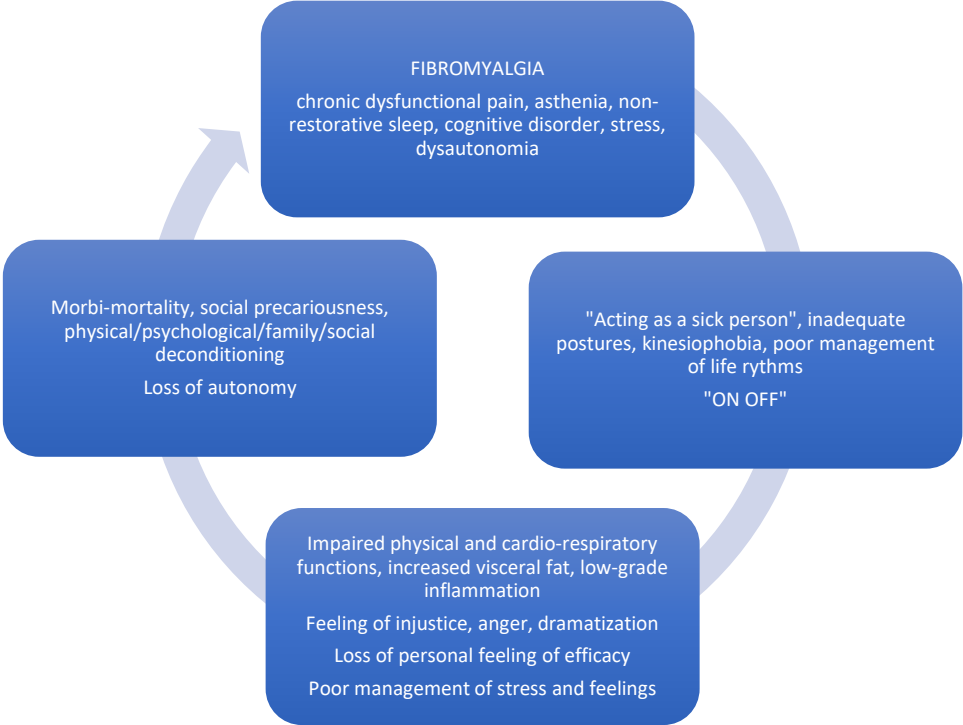 FIBROMYALGIA
chronic dysfunctional pain, asthenia, non-
restorative sleep, cognitive disorder, stress,
dysautonomia
"Acting as a sick person", inadequate
postures, kinesiophobia, poor management
of life rythms
"ON OFF"
Impaired physical and cardio-respiratory
functions, increased visceral fat, low-grade
inflammation
Feeling of injustice, anger, dramatization
Loss of personal feeling of efficacy
Poor management of stress and feelings
Morbi-mortality, social precariousness,
physical/psychological/family/social
deconditioning
Loss of autonomy